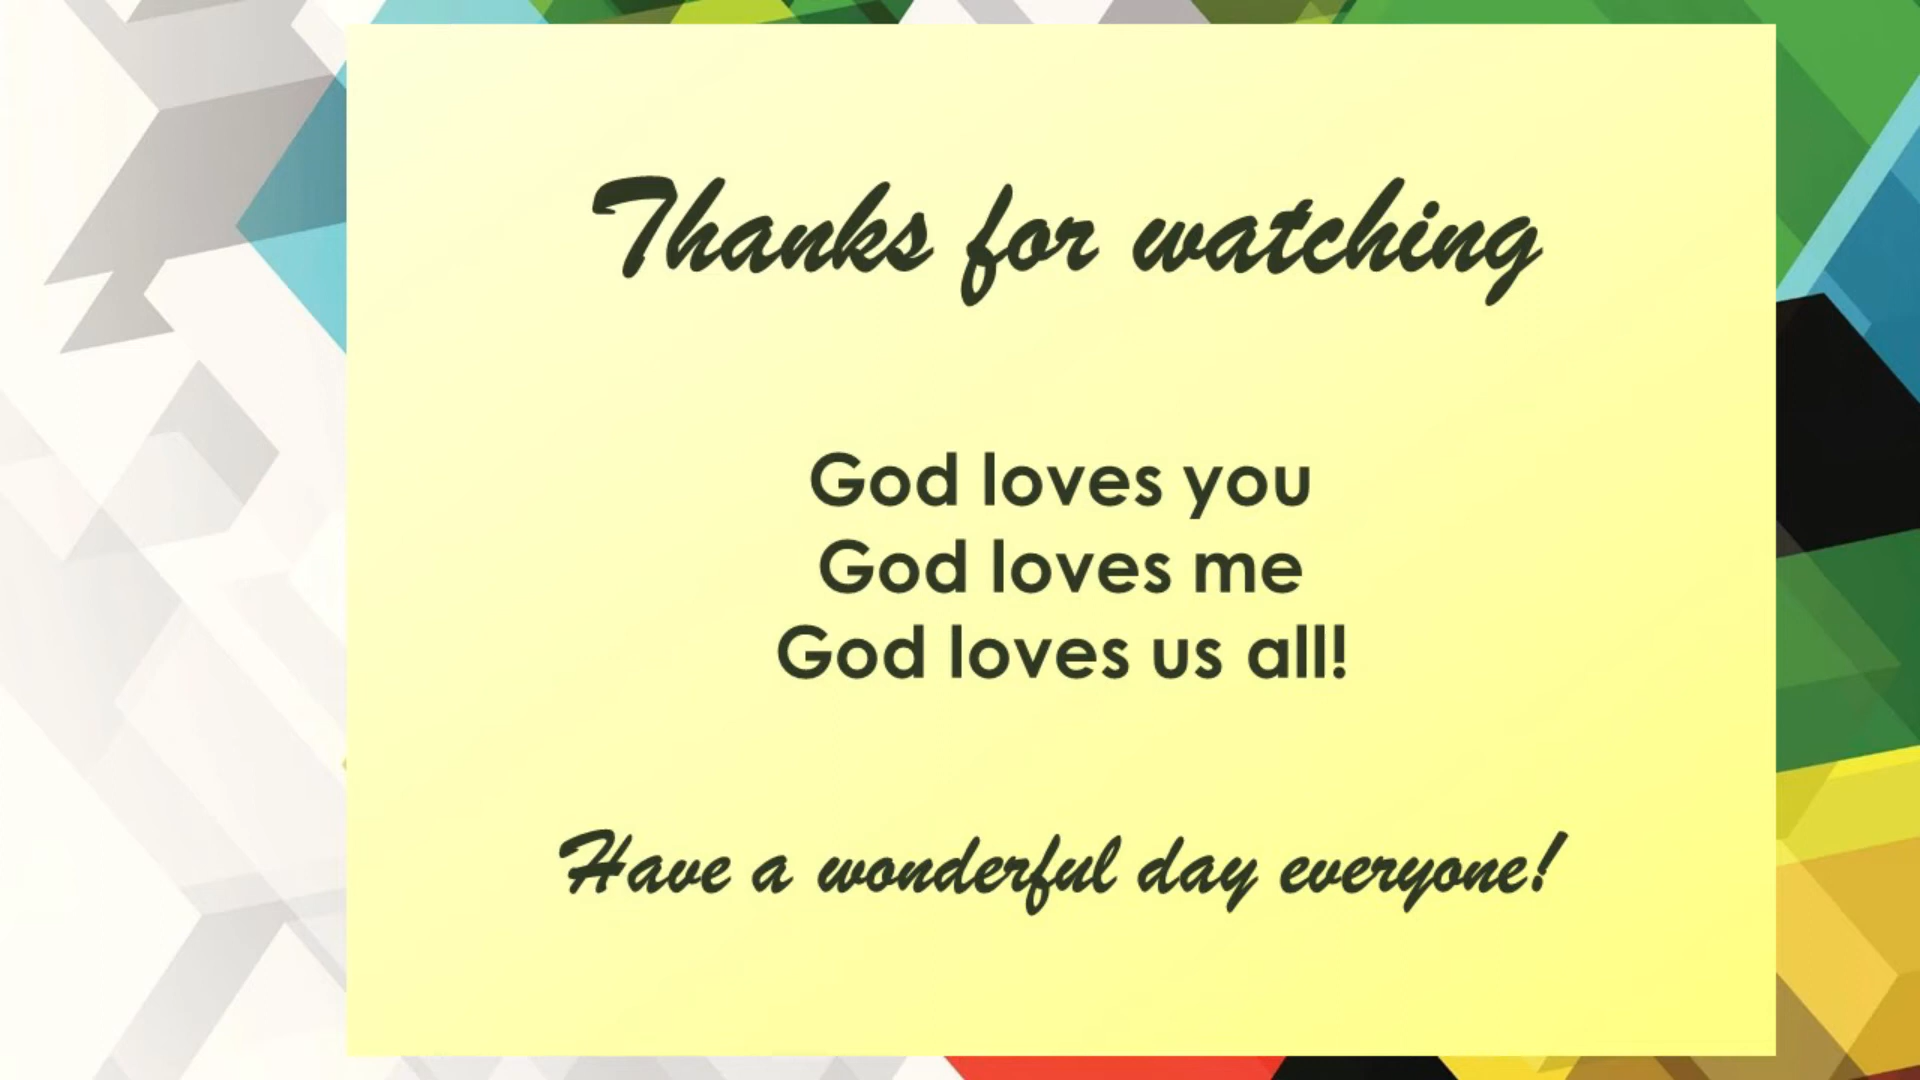 Thanks for watching
God loves you
God loves me
God loves us all!
Have a wonderful day everyone!